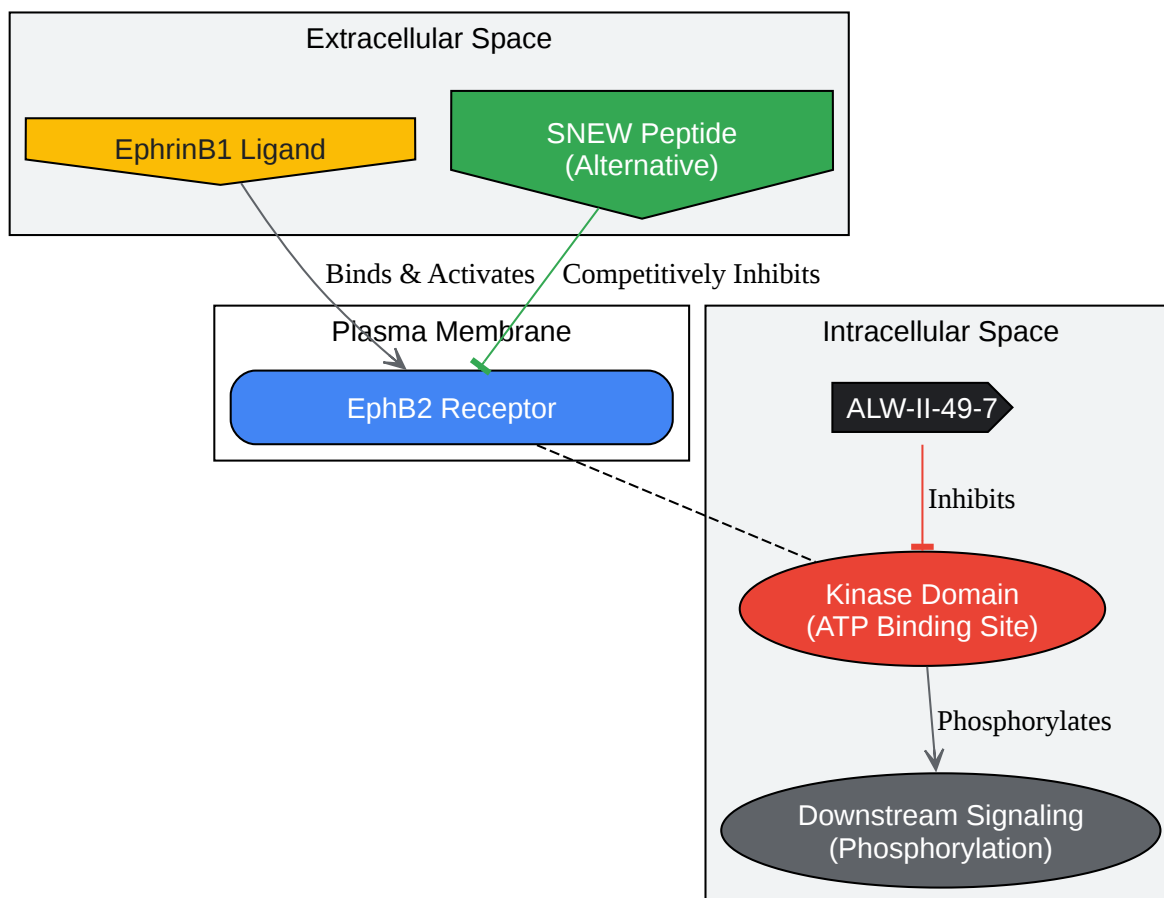 Extracellular Space
EphrinB1 Ligand
SNEW Peptide
(Alternative)
Binds & Activates
Competitively Inhibits
Plasma Membrane
EphB2 Receptor
Intracellular Space
ALW-II-49-7
Inhibits
Kinase Domain
(ATP Binding Site)
Phosphorylates
Downstream Signaling
(Phosphorylation)